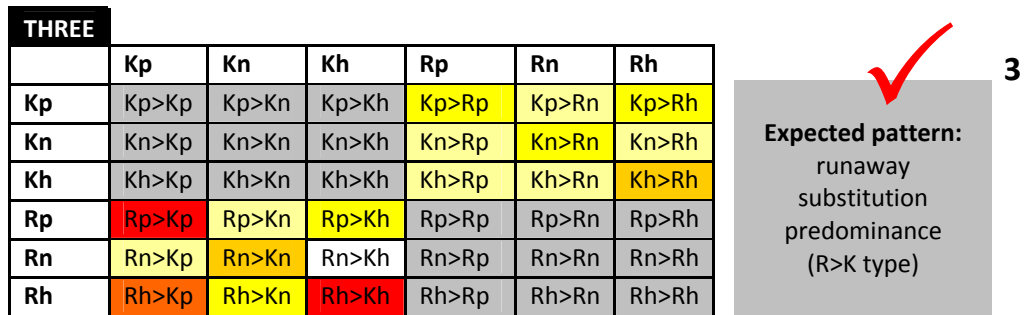 THREE
Kp Kn Kh Rp Rn Rh
Kp Kp>Kp Kp>Kn Kp>Kh Kp>Rp Kp>Rn Kp>Rh
Kn Kn>Kp Kn>Kn Kn>Kh Kn>Rp Kn>Rn Kn>Rh
Kh Kh>Kp Kh>Kn Kh>Kh Kh>Rp Kh>Rn Kh>Rh
Rp Rp>Kp Rp>Kn Rp>Kh Rp>Rp Rp>Rn Rp>Rh
Rn Rn>Kp Rn>Kn Rn>Kh Rn>Rp Rn>Rn Rn>Rh
Rh Rh>Kp Rh>Kn Rh>Kh Rh>Rp Rh>Rn Rh>Rh
3
Expected pattern:
runaway
substitution
predominance
(R>K type)